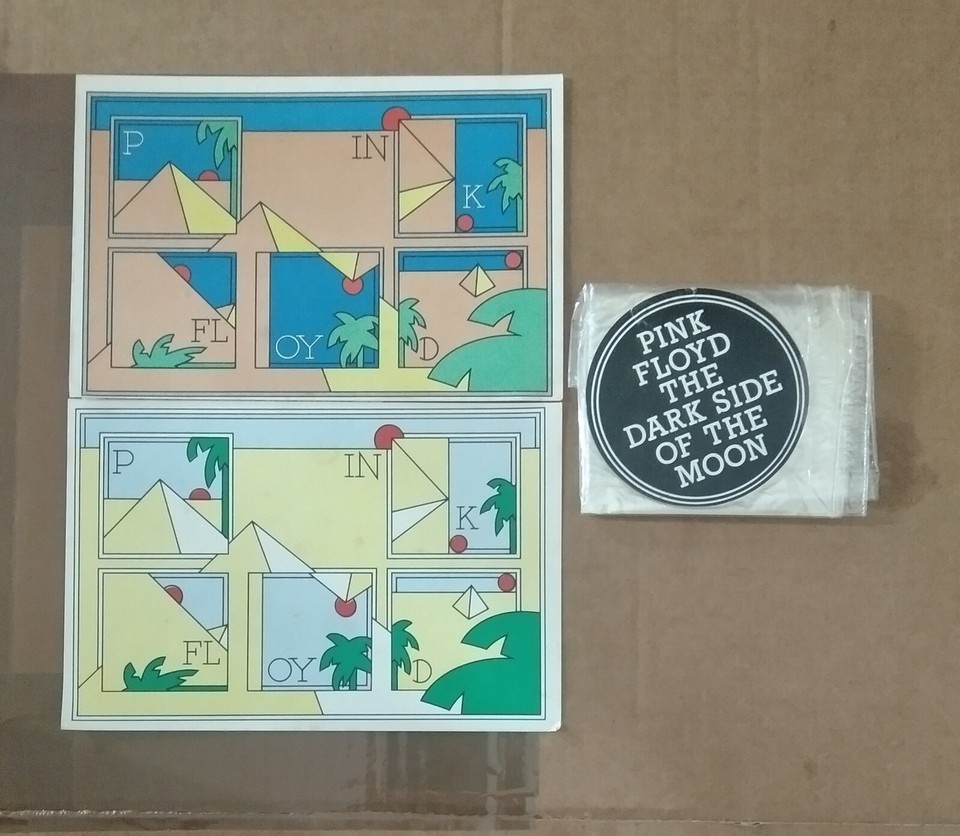 P
IN
K
FL
OY
D
P
IN
K
FL
OY
D
PINK
FLOYD
THE
DARK SIDE
OF THE
MOON